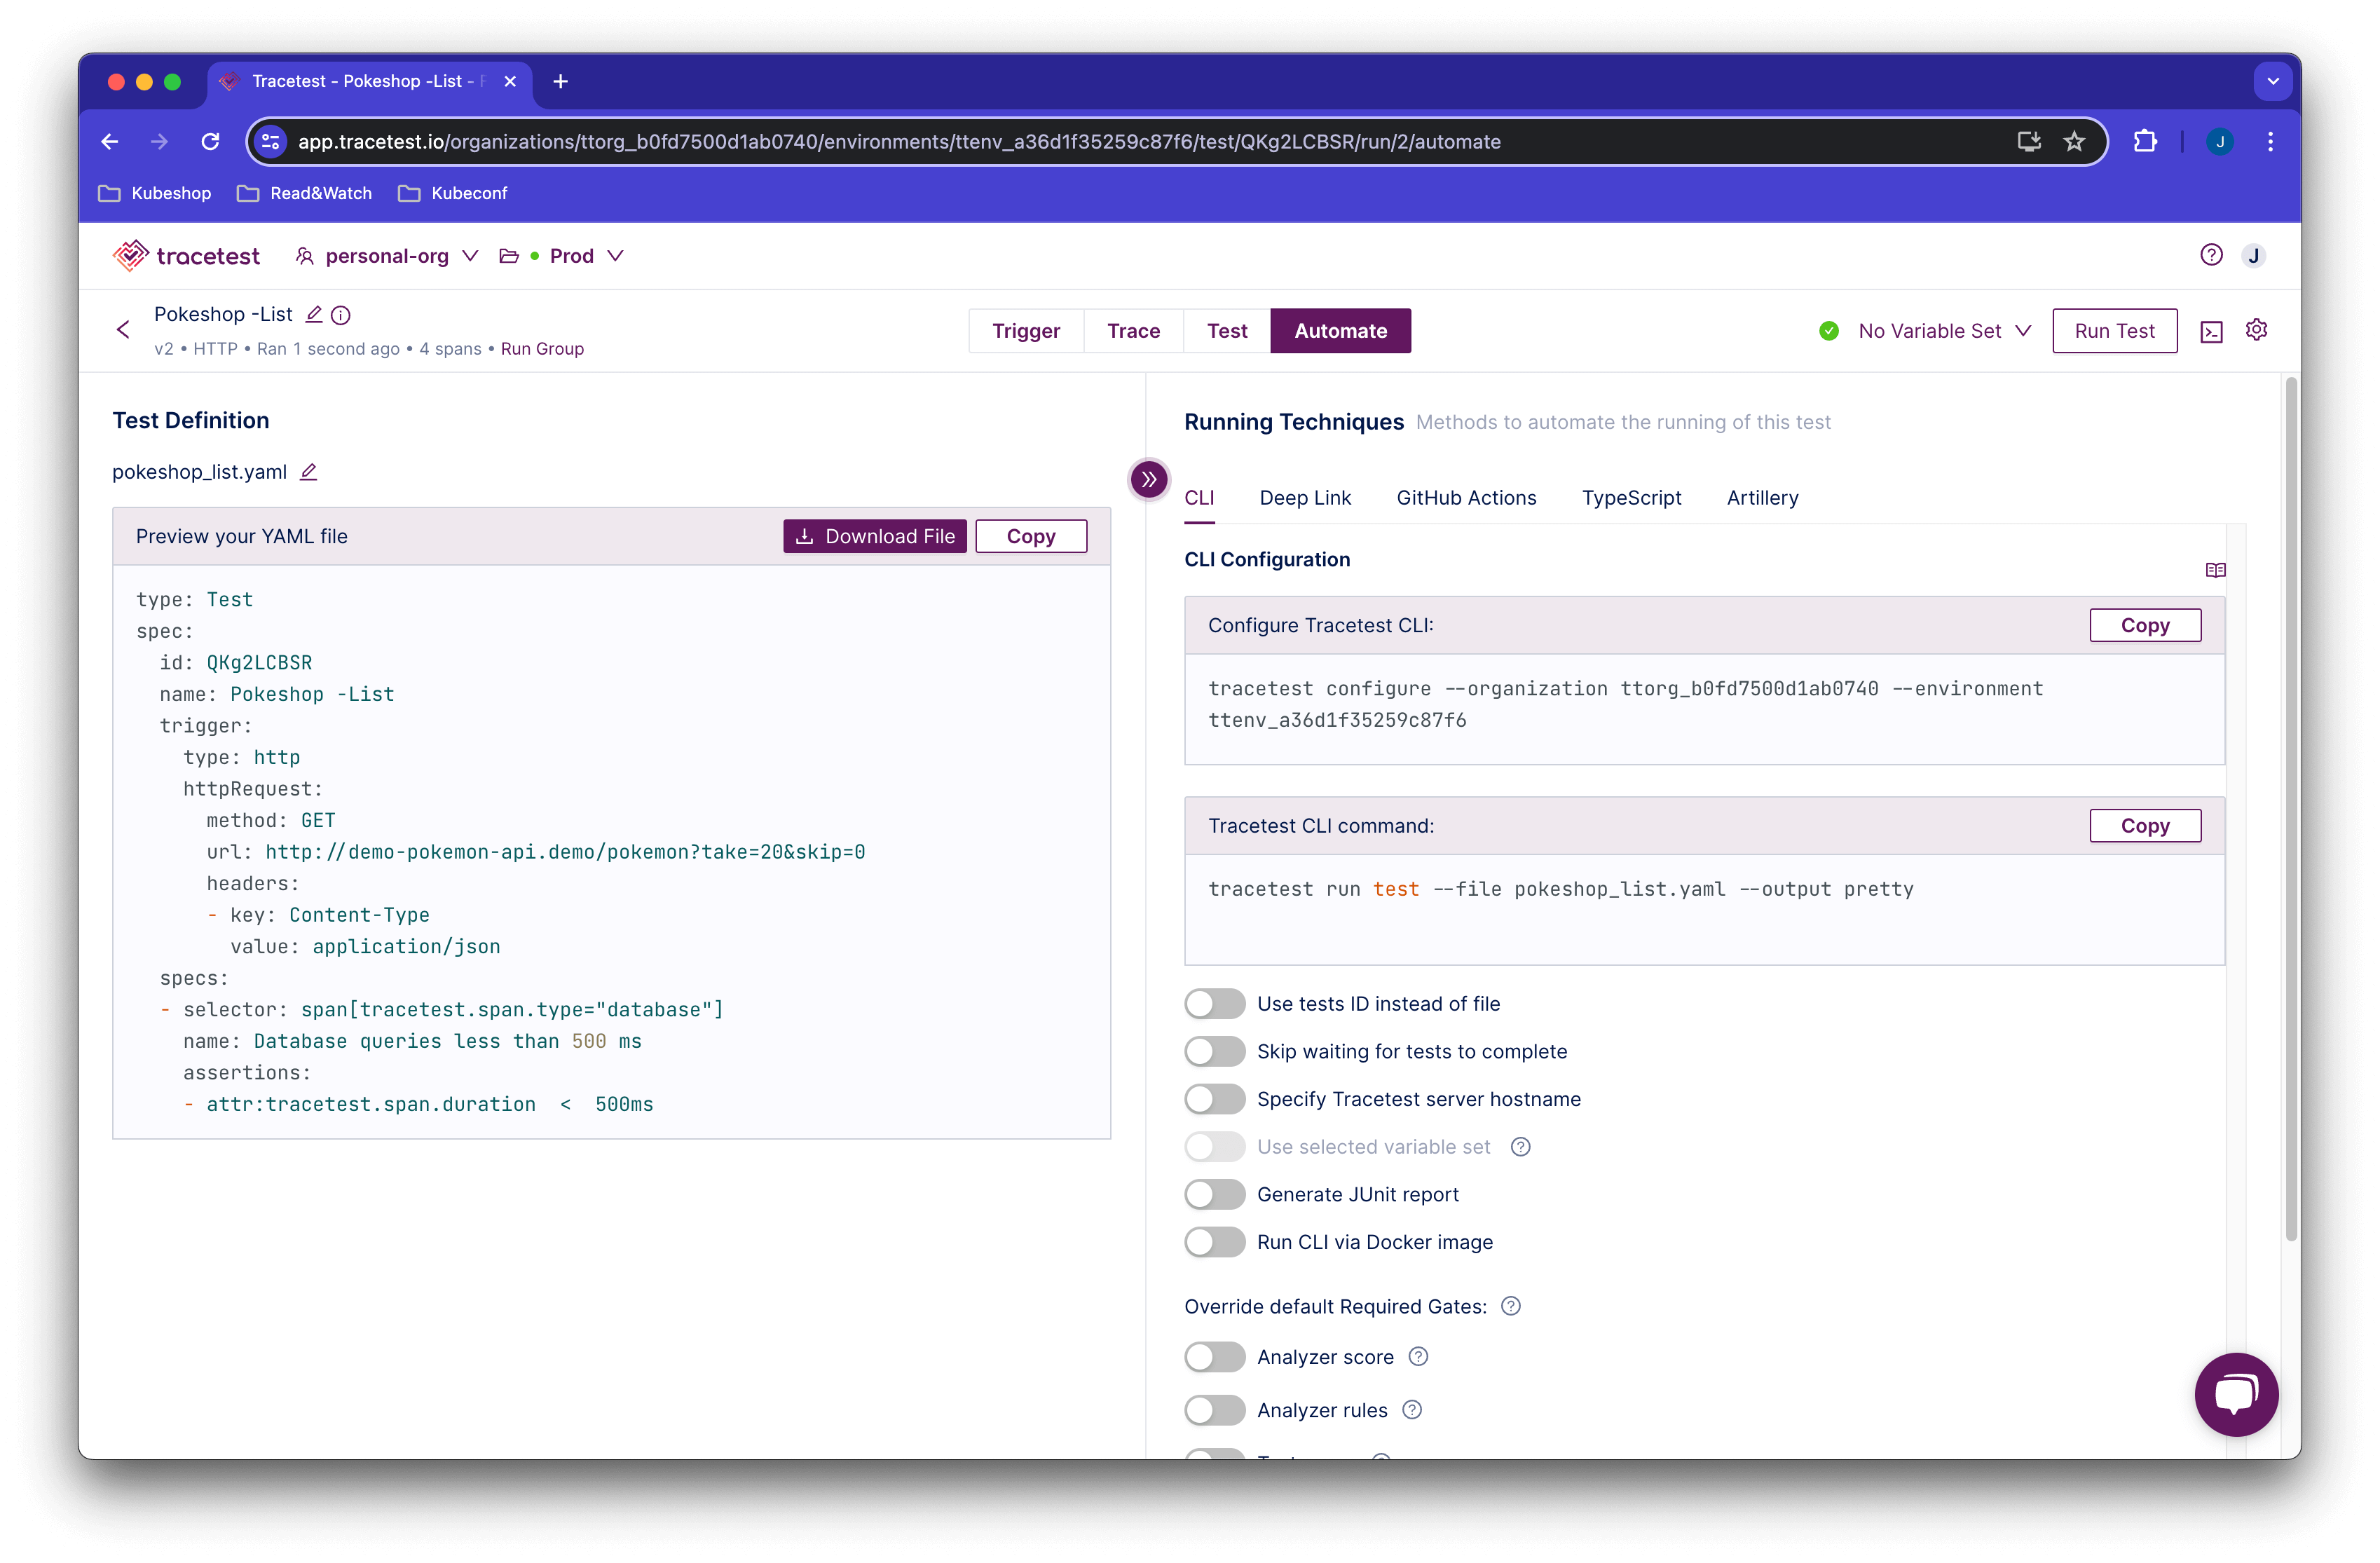 Tracetest - Pokeshop -List -
app.tracetest.io/organizations/ttorg_b0fd7500d1ab0740/environments/ttenv_a36d1f35259c87f6/test/QKg2LCBSR/run/2/automate
J
Kubeshop
Read&Watch
Kubeconf
tracetest
personal-org
Prod
J
Pokeshop -List
v2 • HTTP • Ran 1 second ago • 4 spans • Run Group
Trigger
Trace
Test
Automate
No Variable Set
Run Test
Test Definition
pokeshop_list.yaml
Preview your YAML file
Download File
Copy
type: Test
spec:
id: QKg2LCBSR
name: Pokeshop -List
trigger:
type: http
httpRequest:
method: GET
url: http://demo-pokemon-api.demo/pokemon?take=20&skip=0
headers:
- key: Content-Type
value: application/json
specs:
- selector: span[tracetest.span.type="database"]
name: Database queries less than 500 ms
assertions:
- attr:tracetest.span.duration < 500ms
Running Techniques Methods to automate the running of this test
CLI
Deep Link
GitHub Actions
TypeScript
Artillery
CLI Configuration
Configure Tracetest CLI:
Copy
tracetest configure --organization ttorg_b0fd7500d1ab0740 --environment
ttenv_a36d1f35259c87f6
Tracetest CLI command:
Copy
tracetest run test --file pokeshop_list.yaml --output pretty
Use tests ID instead of file
Skip waiting for tests to complete
Specify Tracetest server hostname
Use selected variable set
Generate JUnit report
Run CLI via Docker image
Override default Required Gates:
Analyzer score
Analyzer rules